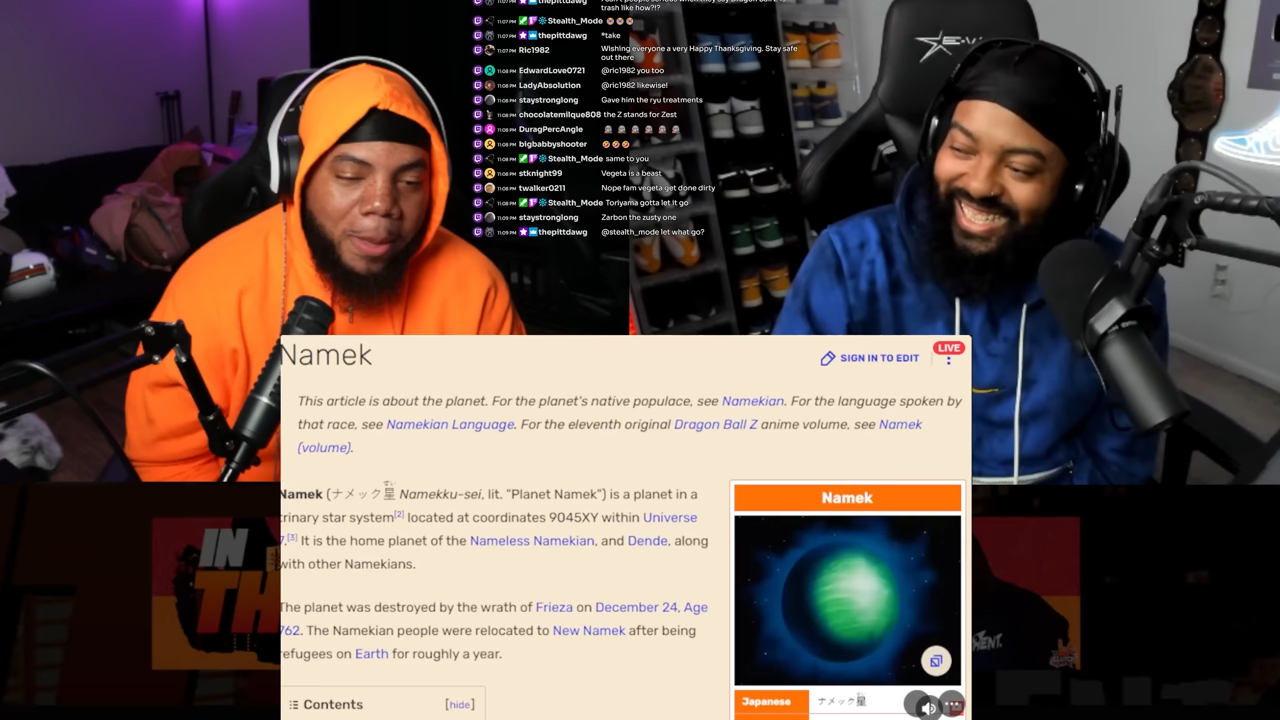 trash like how?!?
11:07 PM Stealth_Mode
11:07 PM thepittdawg *take
11:07 PM Ric1982 Wishing everyone a very Happy Thanksgiving. Stay safe
out there
11:08 PM EdwardLove0721 @ric1982 you too
11:08 PM LadyAbsolution @ric1982 likewise!
11:08 PM staystronglong Gave him the ryu treatments
11:08 PM chocolatemilque808 the Z stands for Zest
11:08 PM DuragPercAngle
11:08 PM bigbabbyshooter
11:08 PM Stealth_Mode same to you
11:08 PM stknight99 Vegeta is a beast
11:08 PM twalker0211 Nope fam vegeta get done dirty
11:08 PM Stealth_Mode Toriyama gotta let it go
11:09 PM staystronglong Zarbon the zusty one
11:09 PM thepittdawg @stealth_mode let what go?
Namek
SIGN IN TO EDIT
LIVE
This article is about the planet. For the planet's native populace, see Namekian. For the language spoken by
that race, see Namekian Language. For the eleventh original Dragon Ball Z anime volume, see Namek
(volume).
Namek (ナメック星 Namekku-sei, lit. "Planet Namek") is a planet in a
trinary star system[2] located at coordinates 9045XY within Universe
7.[3] It is the home planet of the Nameless Namekian, and Dende, along
with other Namekians.
The planet was destroyed by the wrath of Frieza on December 24, Age
762. The Namekian people were relocated to New Namek after being
refugees on Earth for roughly a year.
Contents [hide]
Namek
Japanese ナメック星
IN
TH